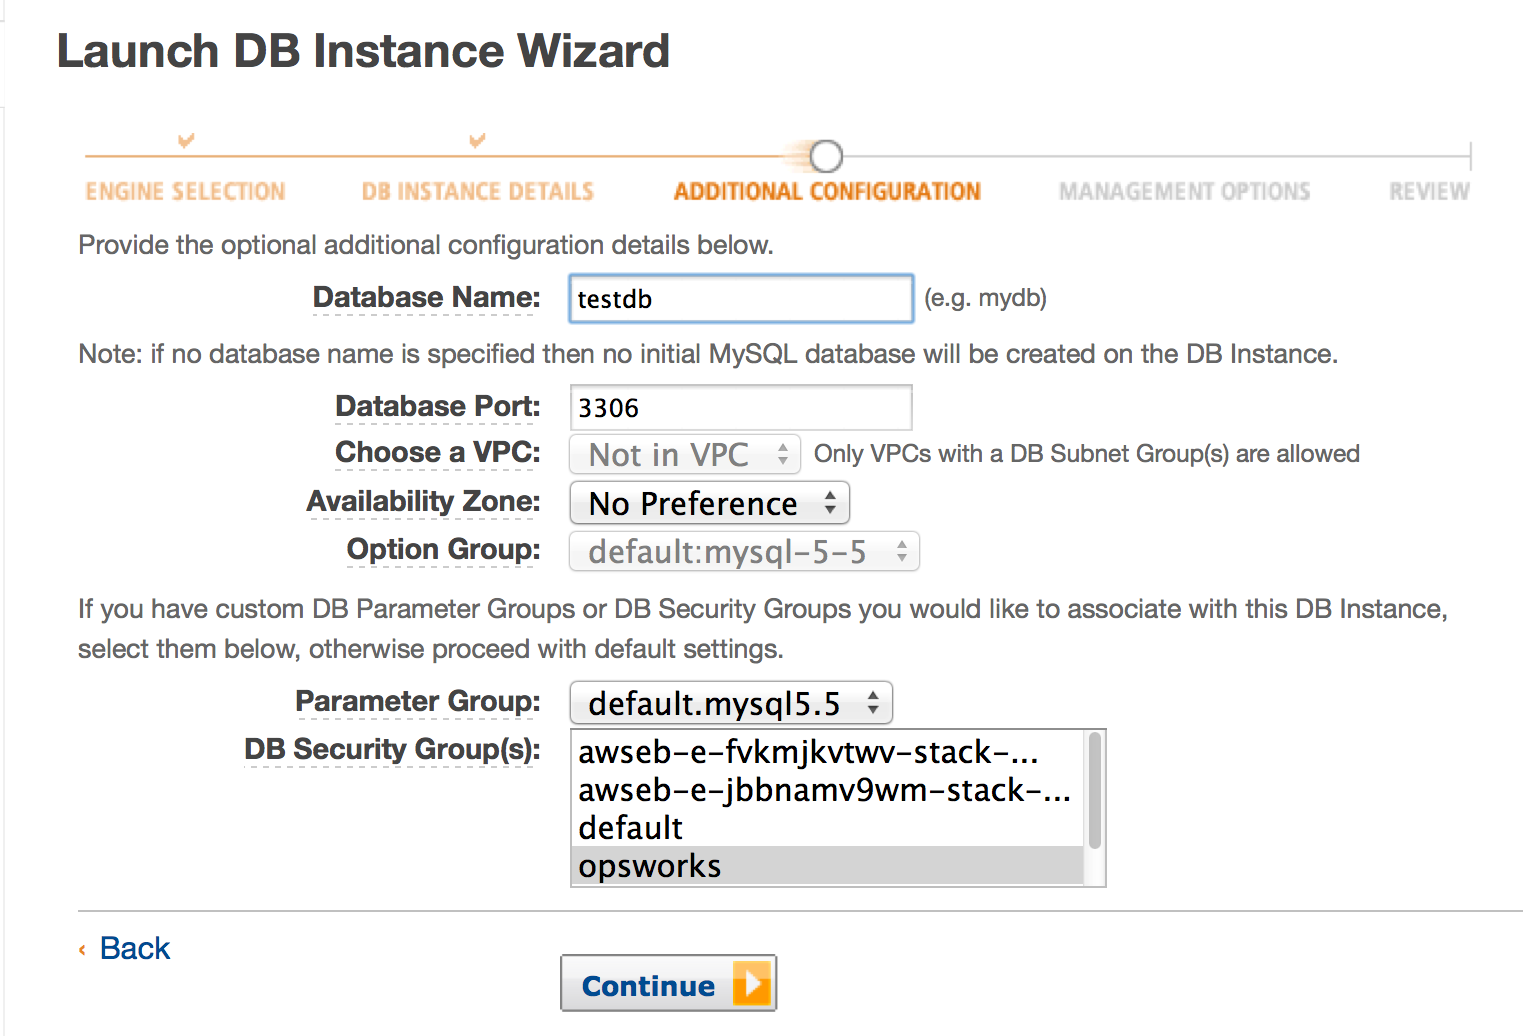 Launch DB Instance Wizard
ENGINE SELECTION DB INSTANCE DETAILS ADDITIONAL CONFIGURATION MANAGEMENT OPTIONS REVIEW
Provide the optional additional configuration details below.
Database Name: testdb (e.g. mydb)
Note: if no database name is specified then no initial MySQL database will be created on the DB Instance.
Database Port: 3306
Choose a VPC: Not in VPC Only VPCs with a DB Subnet Group(s) are allowed
Availability Zone: No Preference
Option Group: default:mysql-5-5
If you have custom DB Parameter Groups or DB Security Groups you would like to associate with this DB Instance,
select them below, otherwise proceed with default settings.
Parameter Group: default.mysql5.5
DB Security Group(s): awseb-e-fvkmjkvtwv-stack-...
awseb-e-jbbnamv9wm-stack-...
default
opsworks
‹ Back
Continue